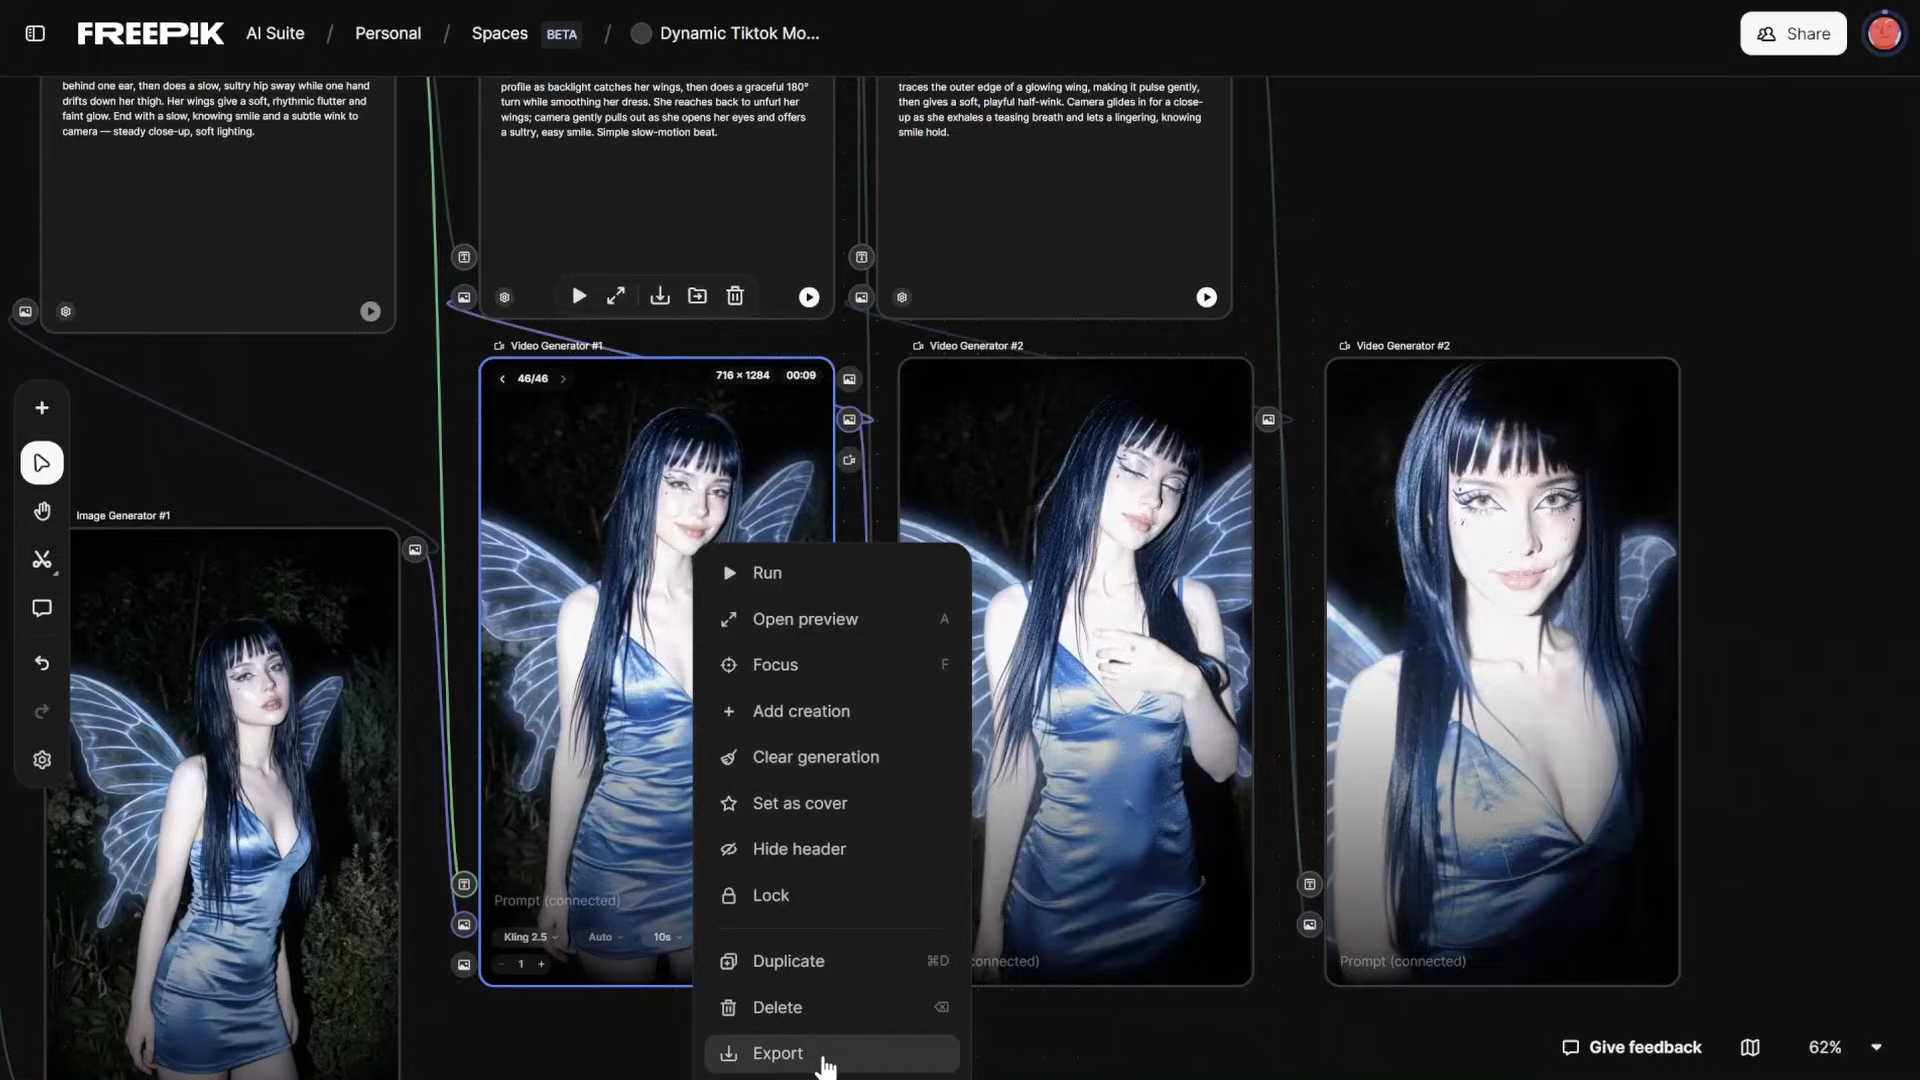 FREEP!K
AI Suite / Personal / Spaces BETA / Dynamic Tiktok Mo...
Share
behind one ear, then does a slow, sultry hip sway while one hand
drifts down her thigh. Her wings give a soft, rhythmic flutter and
faint glow. End with a slow, knowing smile and a subtle wink to
camera — steady close-up, soft lighting.
profile as backlight catches her wings, then does a graceful 180°
turn while smoothing her dress. She reaches back to unfurl her
wings; camera gently pulls out as she opens her eyes and offers
a sultry, easy smile. Simple slow-motion beat.
traces the outer edge of a glowing wing, making it pulse gently,
then gives a soft, playful half-wink. Camera glides in for a close-
up as she exhales a teasing breath and lets a lingering, knowing
smile hold.
Image Generator #1
Video Generator #1
46/46
716 × 1284 00:09
Prompt (connected)
Kling 2.5 Auto 10s
− 1 +
Video Generator #2
connected)
Video Generator #2
Prompt (connected)
Run
Open preview A
Focus F
Add creation
Clear generation
Set as cover
Hide header
Lock
Duplicate ⌘D
Delete ⌫
Export
Give feedback
62%